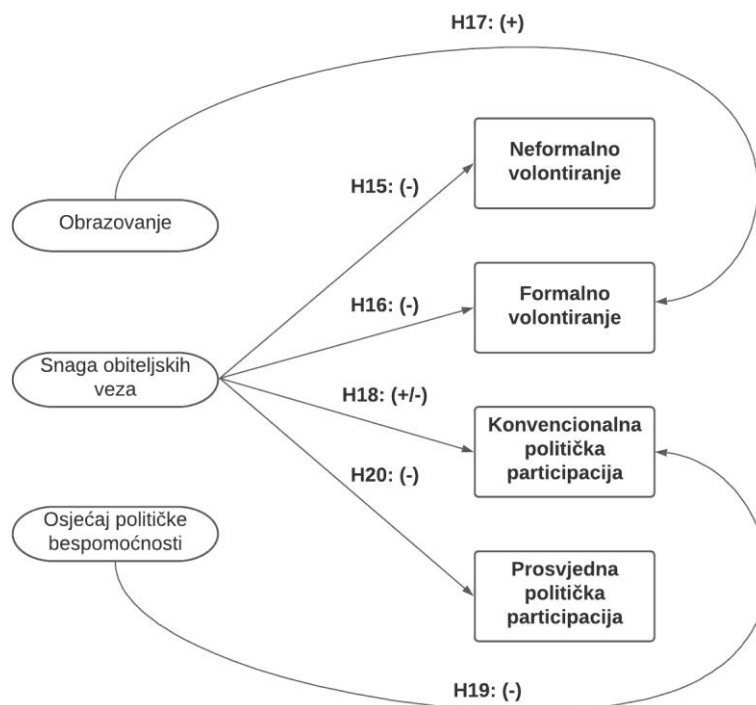 H17: (+)
Neformalno
volontiranje
H15: (-)
Obrazovanje
Formalno
volontiranje
H16: (-)
Snaga obiteljskih
veza
H18: (+/-)
Konvencionalna
politička
participacija
H20: (-)
Osjećaj političke
bespomoćnosti
Prosvjedna
politička
participacija
H19: (-)